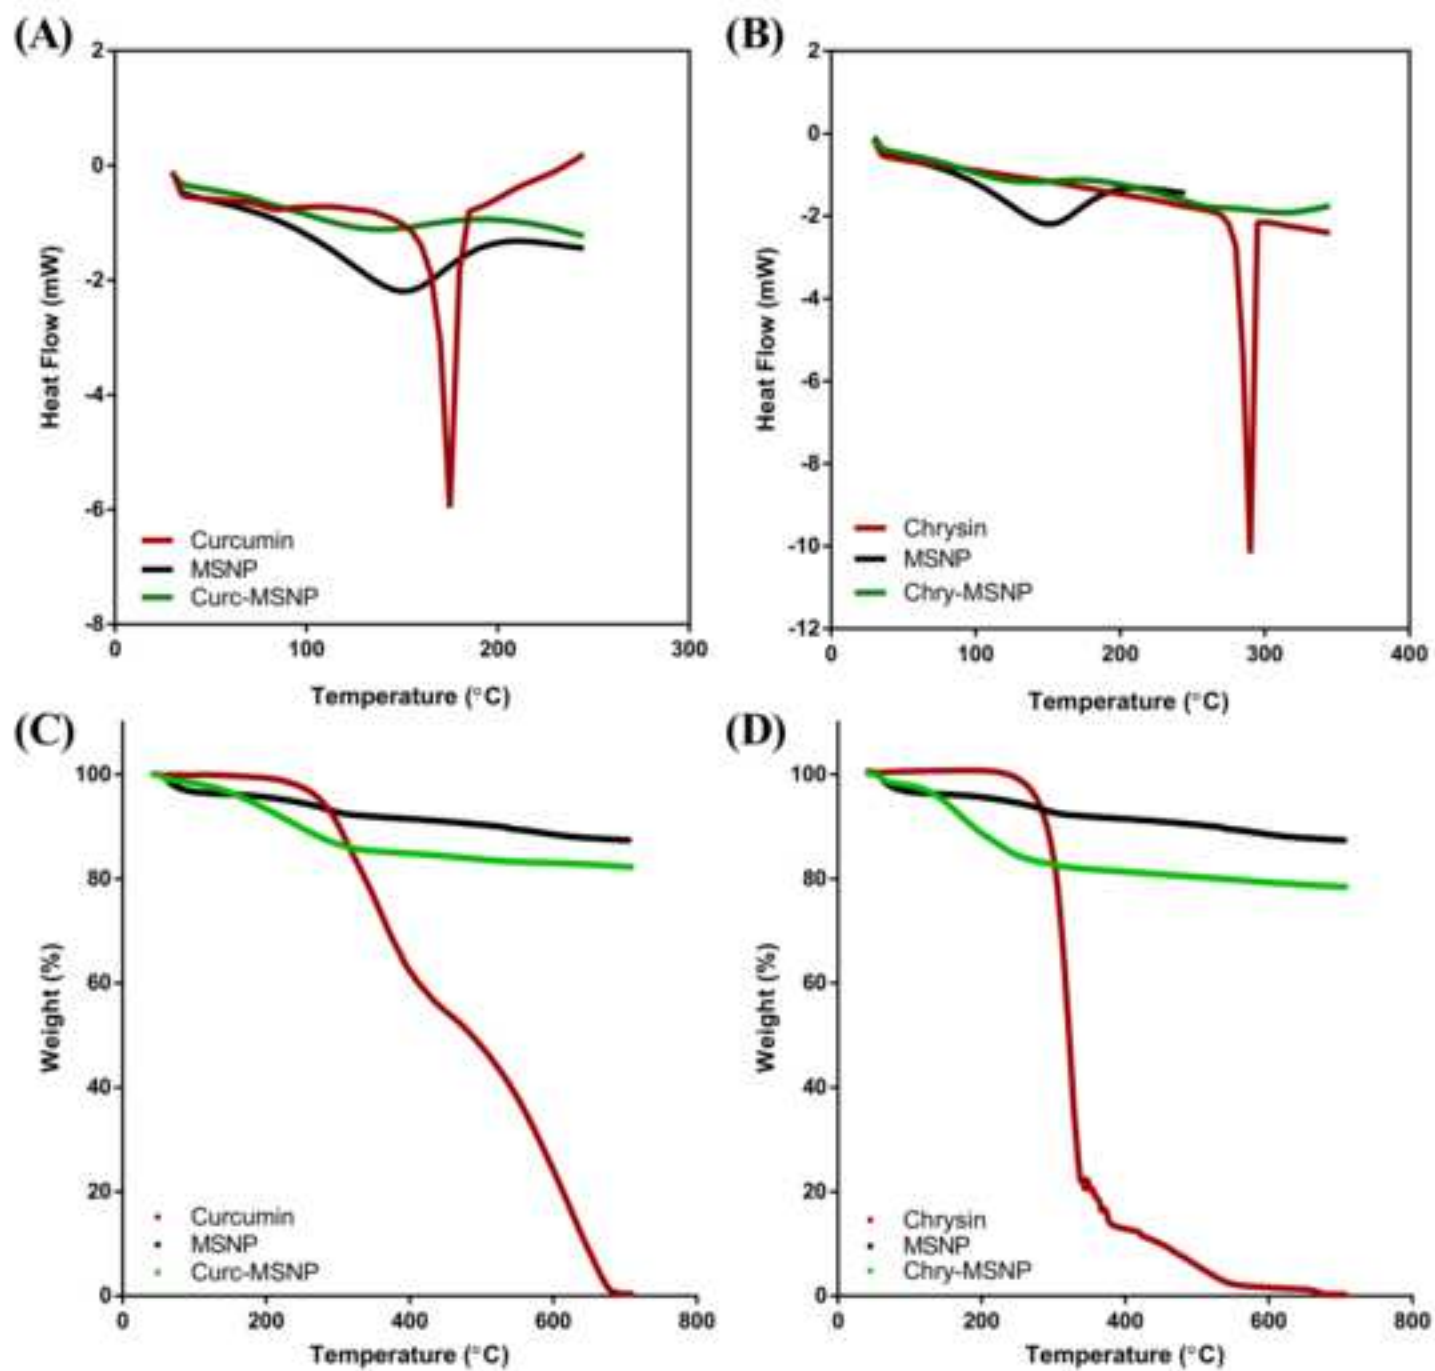 (A)
2
0
-2
-4
-6
-8
Heat Flow (mW)
Curcumin
MSNP
Curc-MSNP
0
100
200
300
Temperature (°C)
(B)
2
0
-2
-4
-6
-8
-10
-12
Heat Flow (mW)
Chrysin
MSNP
Chry-MSNP
0
100
200
300
400
Temperature (°C)
(C)
100
80
60
40
20
0
Weight (%)
Curcumin
MSNP
Curc-MSNP
0
200
400
600
800
Temperature (°C)
(D)
100
80
60
40
20
0
Weight (%)
Chrysin
MSNP
Chry-MSNP
0
200
400
600
800
Temperature (°C)